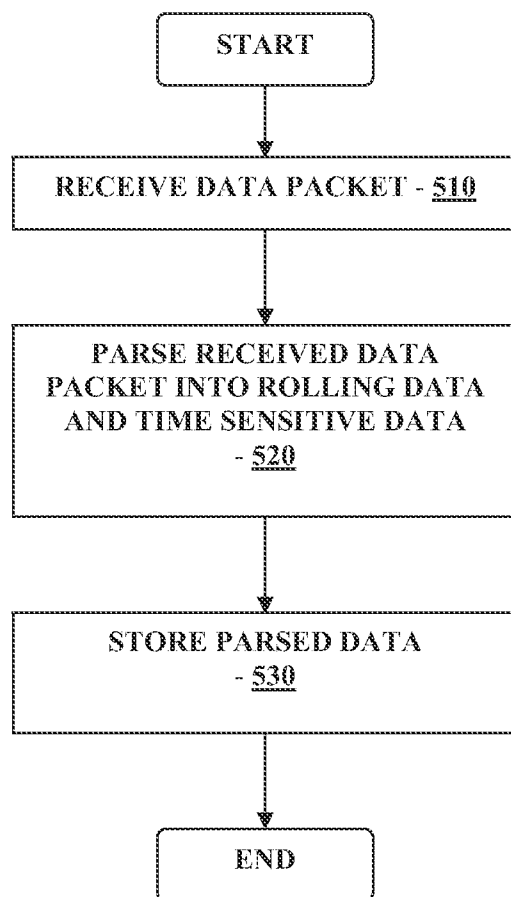 START
RECEIVE DATA PACKET - 510
PARSE RECEIVED DATA
PACKET INTO ROLLING DATA
AND TIME SENSITIVE DATA
- 520
STORE PARSED DATA
- 530
END